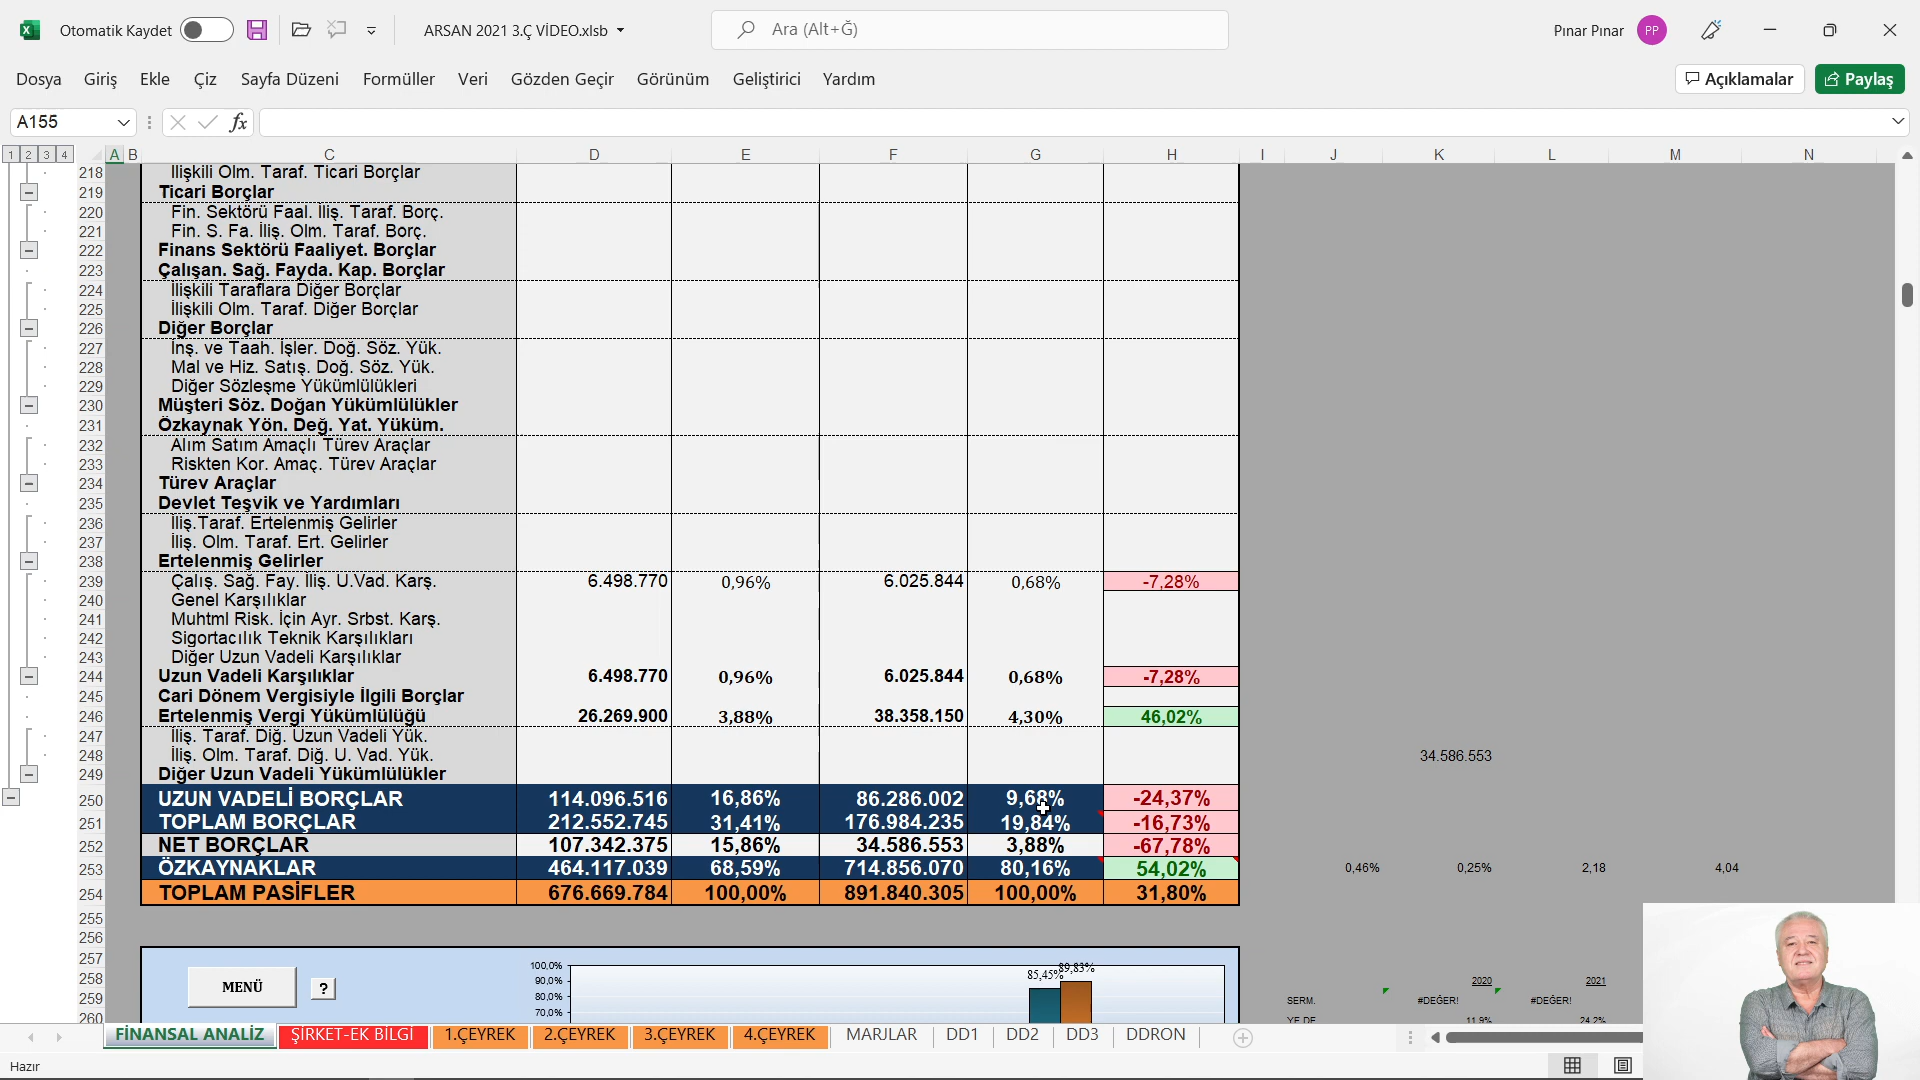 Otomatik Kaydet ARSAN 2021 3.Ç VİDEO.xlsb Ara (Alt+Ğ) Pınar Pınar PP
Dosya Giriş Ekle Çiz Sayfa Düzeni Formüller Veri Gözden Geçir Görünüm Geliştirici Yardım Açıklamalar Paylaş
A155 fx
1 2 3 4 A B C D E F G H I J K L M N
218 İlişkili Olm. Taraf. Ticari Borçlar
219 Ticari Borçlar
220 Fin. Sektörü Faal. İliş. Taraf. Borç.
221 Fin. S. Fa. İliş. Olm. Taraf. Borç.
222 Finans Sektörü Faaliyet. Borçlar
223 Çalışan. Sağ. Fayda. Kap. Borçlar
224 İlişkili Taraflara Diğer Borçlar
225 İlişkili Olm. Taraf. Diğer Borçlar
226 Diğer Borçlar
227 İnş. ve Taah. İşler. Doğ. Söz. Yük.
228 Mal ve Hiz. Satış. Doğ. Söz. Yük.
229 Diğer Sözleşme Yükümlülükleri
230 Müşteri Söz. Doğan Yükümlülükler
231 Özkaynak Yön. Değ. Yat. Yüküm.
232 Alım Satım Amaçlı Türev Araçlar
233 Riskten Kor. Amaç. Türev Araçlar
234 Türev Araçlar
235 Devlet Teşvik ve Yardımları
236 İliş.Taraf. Ertelenmiş Gelirler
237 İliş. Olm. Taraf. Ert. Gelirler
238 Ertelenmiş Gelirler
239 Çalış. Sağ. Fay. İliş. U.Vad. Karş. 6.498.770 0,96% 6.025.844 0,68% -7,28%
240 Genel Karşılıklar
241 Muhtml Risk. İçin Ayr. Srbst. Karş.
242 Sigortacılık Teknik Karşılıkları
243 Diğer Uzun Vadeli Karşılıklar
244 Uzun Vadeli Karşılıklar 6.498.770 0,96% 6.025.844 0,68% -7,28%
245 Cari Dönem Vergisiyle İlgili Borçlar
246 Ertelenmiş Vergi Yükümlülüğü 26.269.900 3,88% 38.358.150 4,30% 46,02%
247 İliş. Taraf. Diğ. Uzun Vadeli Yük.
248 İliş. Olm. Taraf. Diğ. U. Vad. Yük. 34.586.553
249 Diğer Uzun Vadeli Yükümlülükler
250 UZUN VADELİ BORÇLAR 114.096.516 16,86% 86.286.002 9,68% -24,37%
251 TOPLAM BORÇLAR 212.552.745 31,41% 176.984.235 19,84% -16,73%
252 NET BORÇLAR 107.342.375 15,86% 34.586.553 3,88% -67,78%
253 ÖZKAYNAKLAR 464.117.039 68,59% 714.856.070 80,16% 54,02% 0,46% 0,25% 2,18 4,04
254 TOPLAM PASİFLER 676.669.784 100,00% 891.840.305 100,00% 31,80%
255
256
257
258
259
260
MENÜ ?
100,0%
90,0%
80,0%
70,0%
85,45% 89,83%
2020 2021
SERM. #DEĞER! #DEĞER!
11,9% 24,2%
FİNANSAL ANALİZ ŞİRKET-EK BİLGİ 1.ÇEYREK 2.ÇEYREK 3.ÇEYREK 4.ÇEYREK MARJLAR DD1 DD2 DD3 DDRON
Hazır